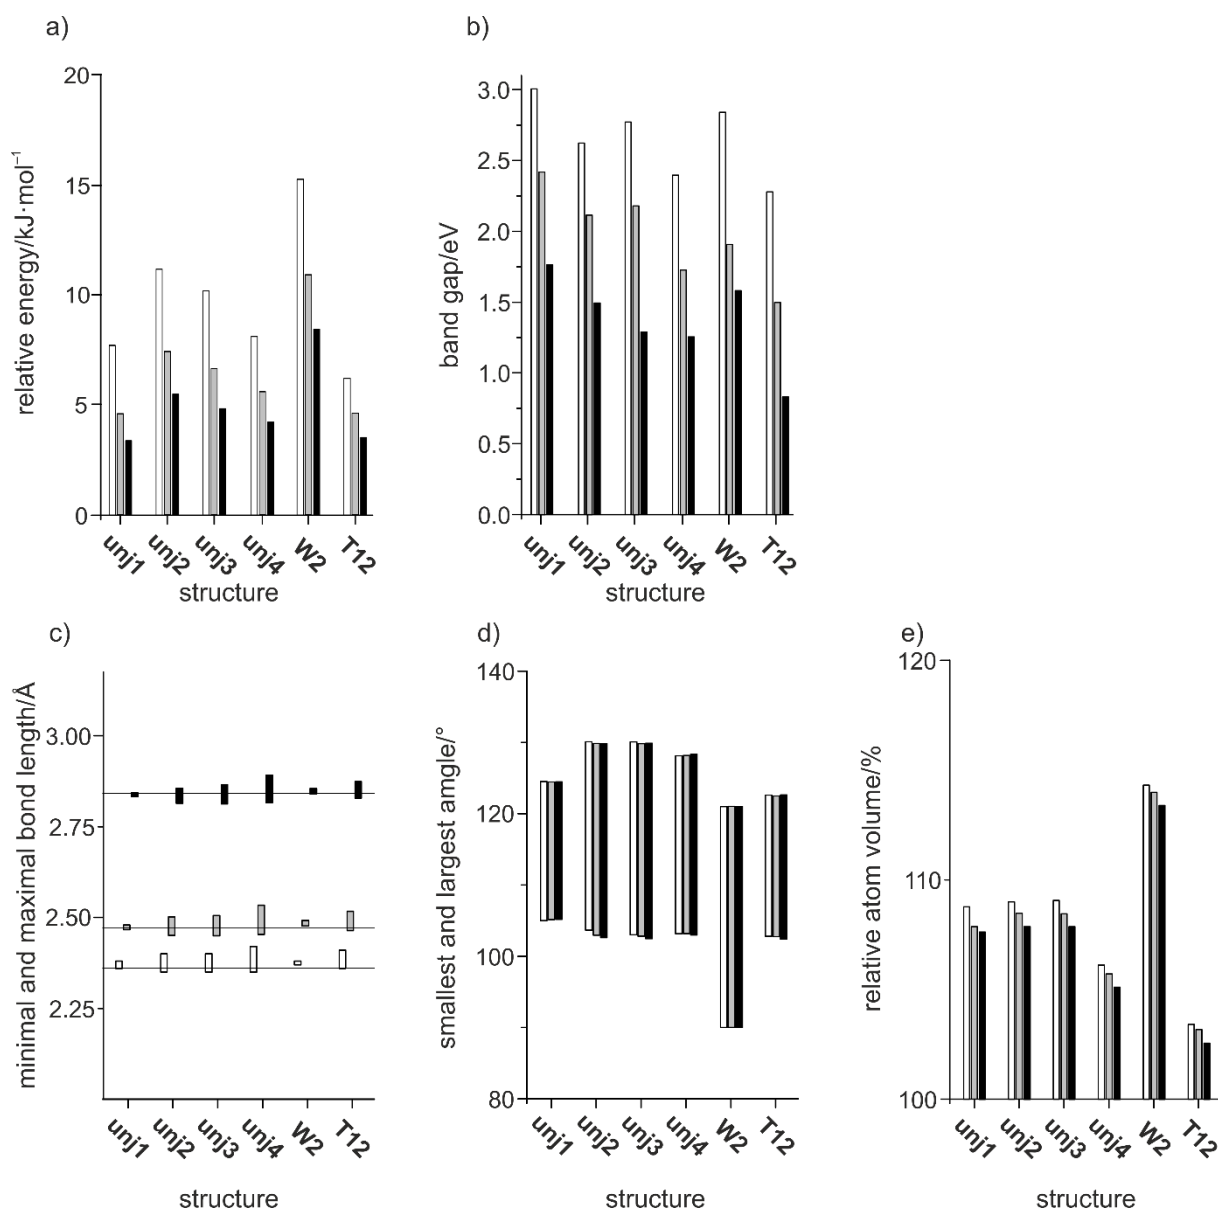 a)
relative energy/kJ·mol⁻¹
20
15
10
5
0
unj1
unj2
unj3
unj4
W2
T12
structure
b)
band gap/eV
3.0
2.5
2.0
1.5
1.0
0.5
0.0
unj1
unj2
unj3
unj4
W2
T12
structure
c)
minimal and maximal bond length/Å
3.00
2.75
2.50
2.25
unj1
unj2
unj3
unj4
W2
T12
structure
d)
smallest and largest amgle/°
140
120
100
80
unj1
unj2
unj3
unj4
W2
T12
structure
e)
relative atom volume/%
120
110
100
unj1
unj2
unj3
unj4
W2
T12
structure